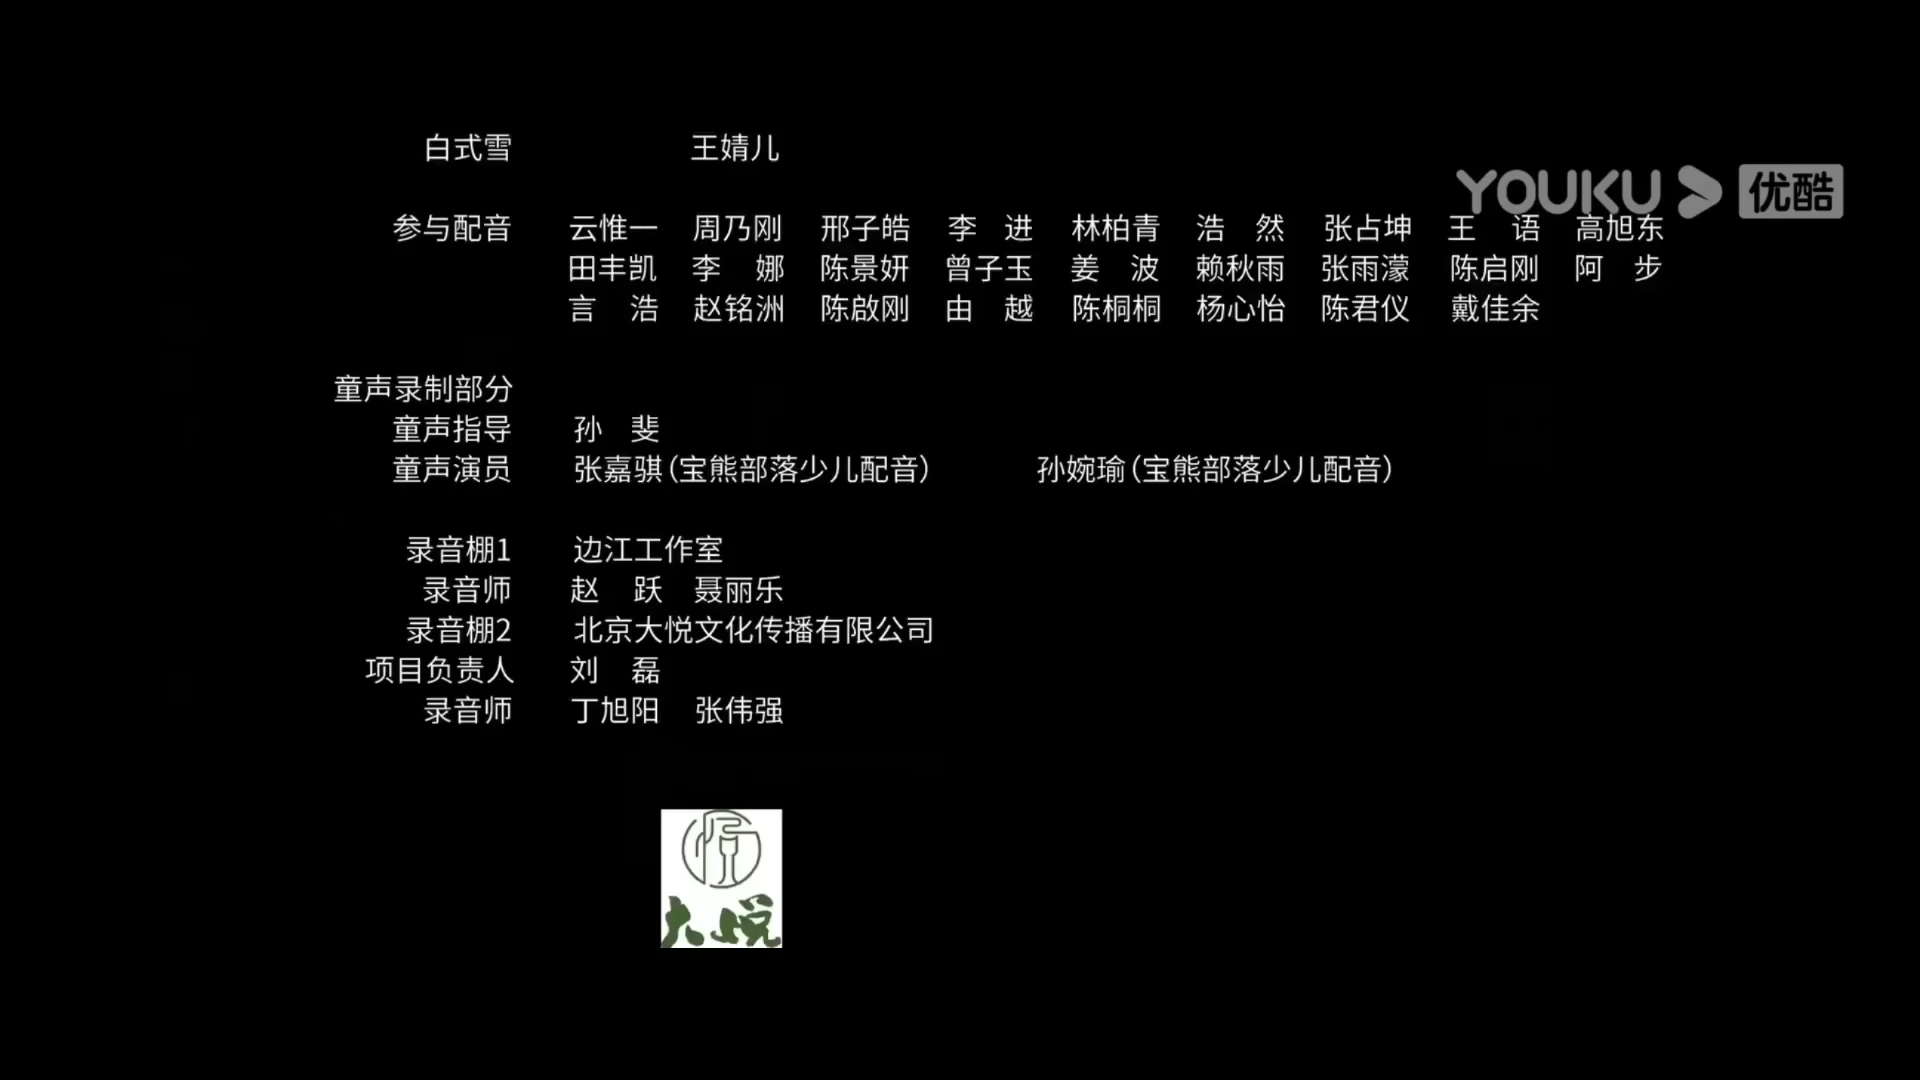 白式雪 王婧儿
YOUKU 优酷
参与配音 云惟一 周乃刚 邢子皓 李 进 林柏青 浩 然 张占坤 王 语 高旭东
田丰凯 李 娜 陈景妍 曾子玉 姜 波 赖秋雨 张雨濛 陈启刚 阿 步
言 浩 赵铭洲 陈啟刚 由 越 陈桐桐 杨心怡 陈君仪 戴佳余
童声录制部分
童声指导 孙 斐
童声演员 张嘉骐(宝熊部落少儿配音) 孙婉瑜(宝熊部落少儿配音)
录音棚1 边江工作室
录音师 赵 跃 聂丽乐
录音棚2 北京大悦文化传播有限公司
项目负责人 刘 磊
录音师 丁旭阳 张伟强
悦
大悦